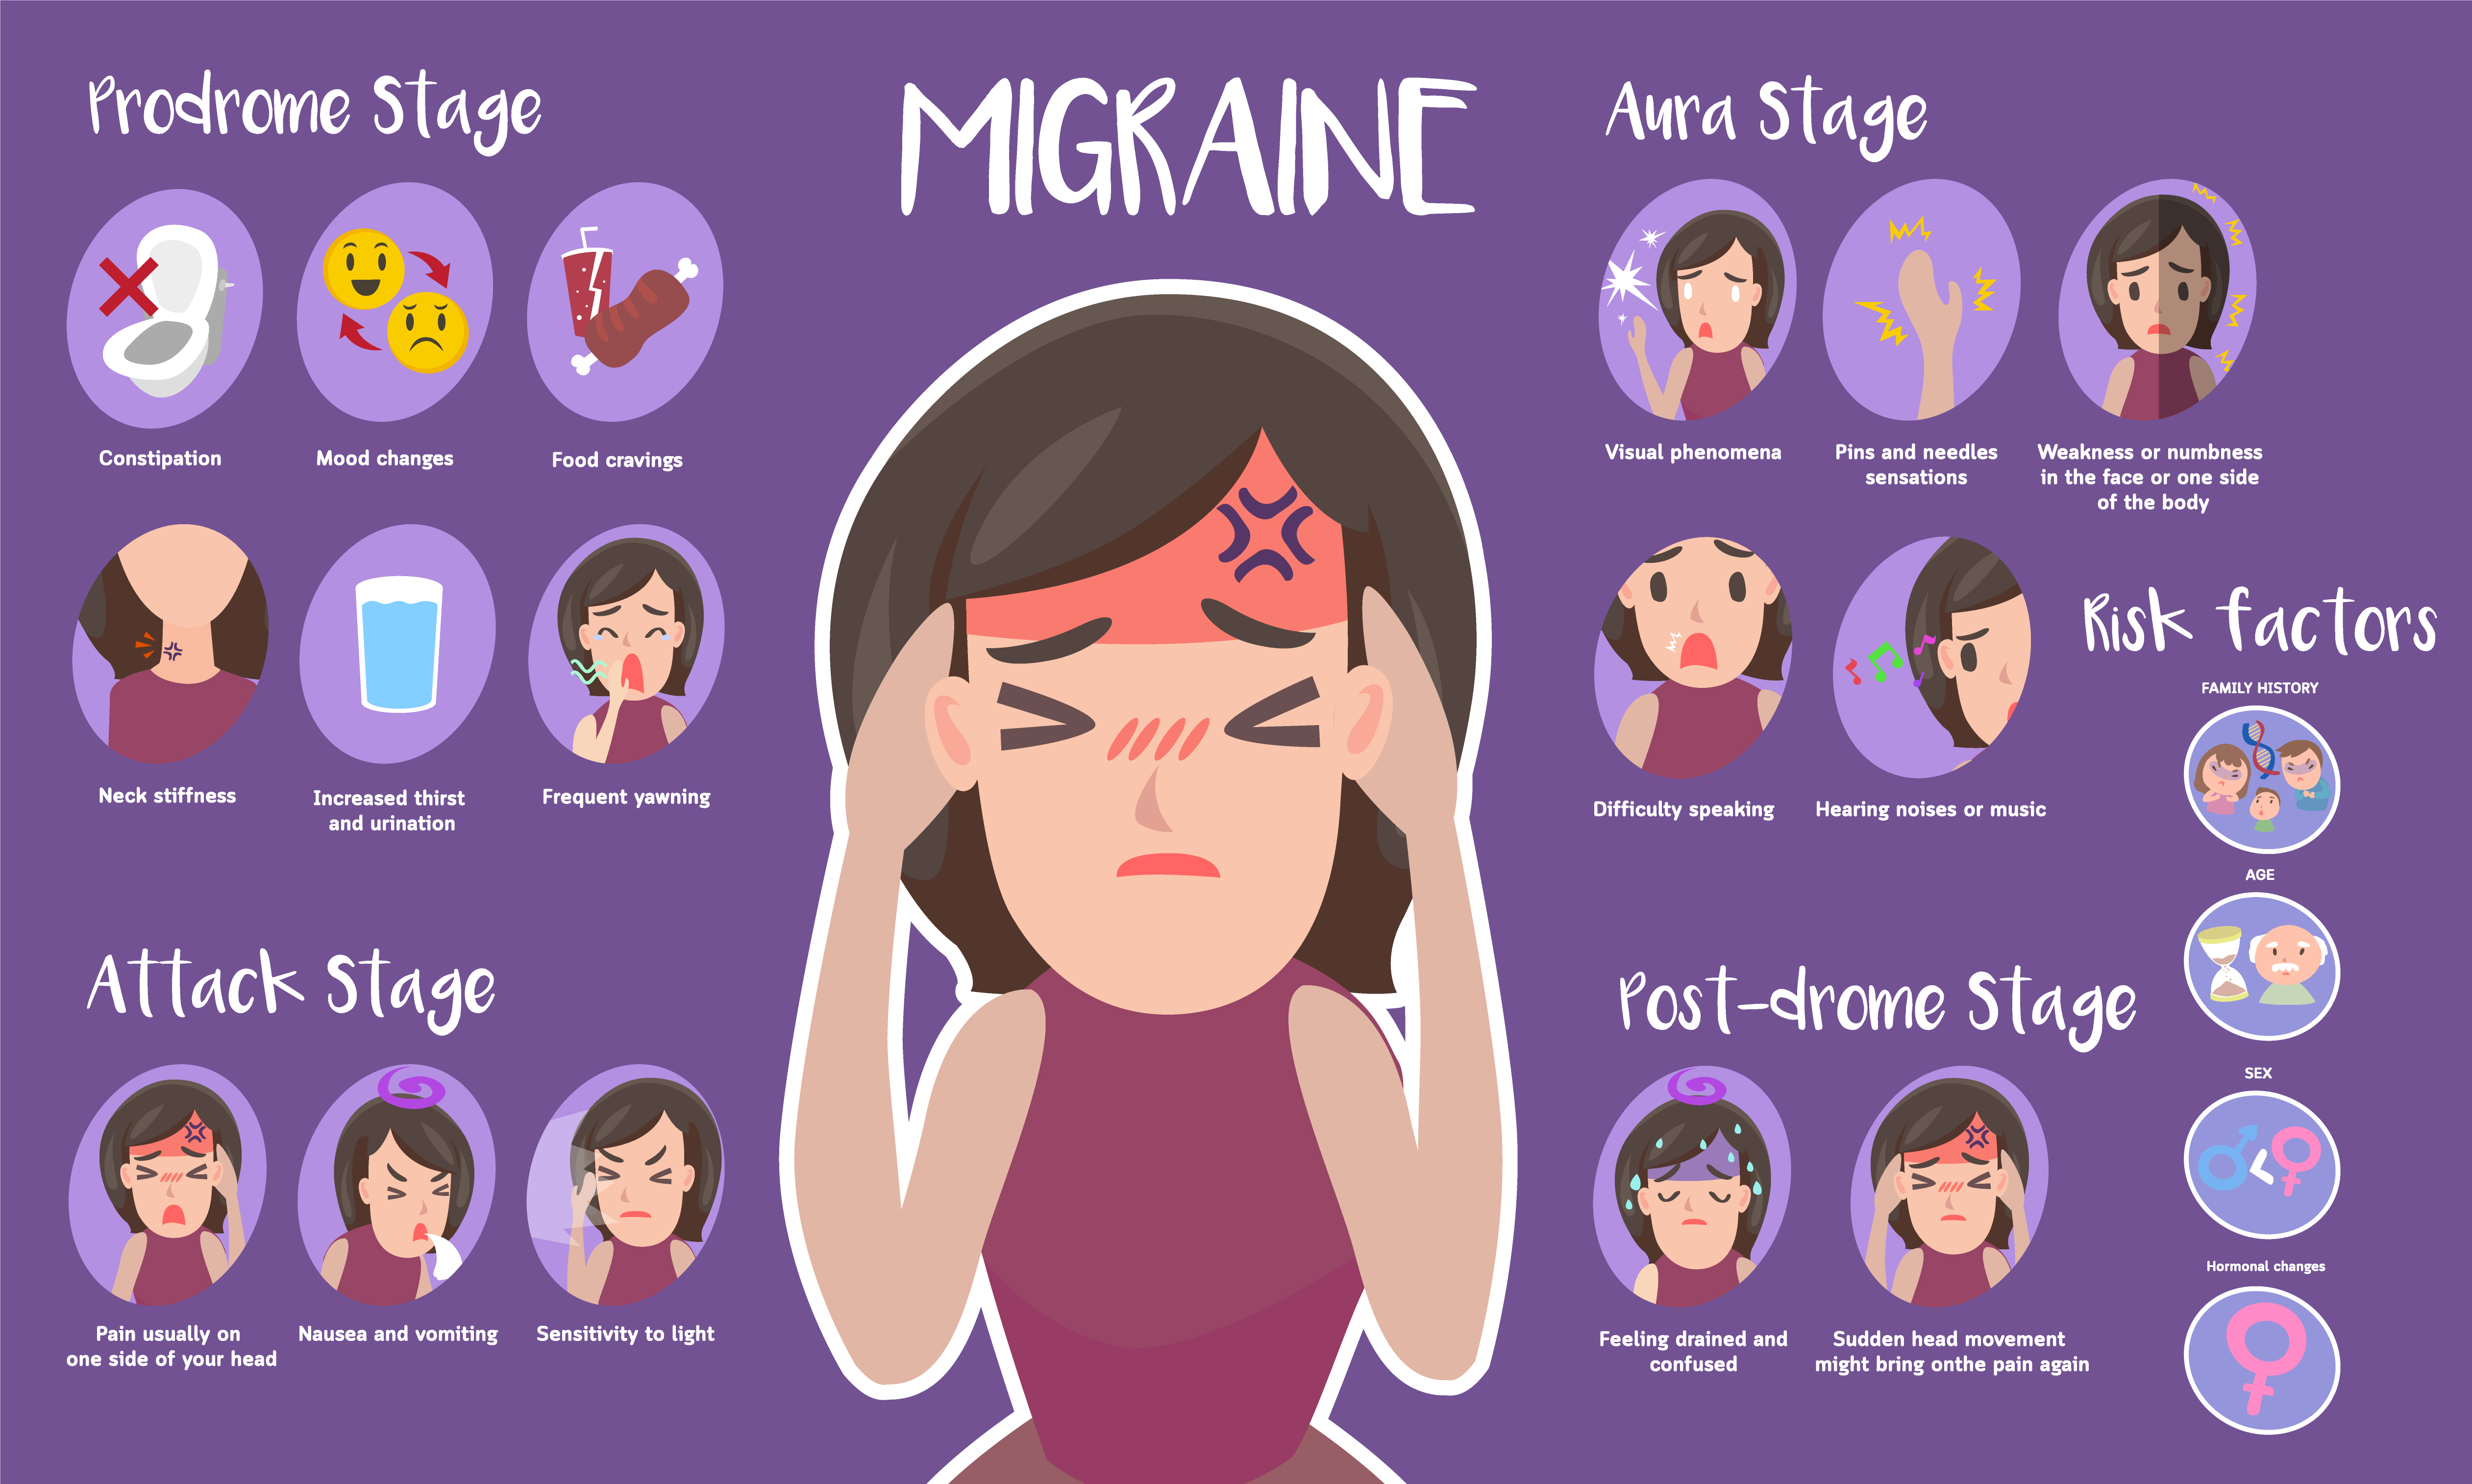 MIGRAINE
Prodrome Stage
Constipation
Mood changes
Food cravings
Neck stiffness
Increased thirst
and urination
Frequent yawning
Attack Stage
Pain usually on
one side of your head
Nausea and vomiting
Sensitivity to light
Aura Stage
Visual phenomena
Pins and needles
sensations
Weakness or numbness
in the face or one side
of the body
Difficulty speaking
Hearing noises or music
Post-drome Stage
Feeling drained and
confused
Sudden head movement
might bring onthe pain again
Risk factors
FAMILY HISTORY
AGE
SEX
Hormonal changes